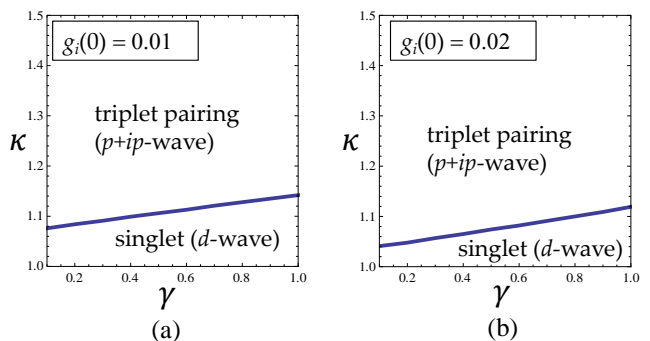 g_i(0) = 0.01
1.5
1.4
1.3
1.2
1.1
1.0
κ
triplet pairing
(p+ip-wave)
singlet (d-wave)
0.2
0.4
0.6
0.8
1.0
γ
(a)
g_i(0) = 0.02
1.5
1.4
1.3
1.2
1.1
1.0
κ
triplet pairing
(p+ip-wave)
singlet (d-wave)
0.2
0.4
0.6
0.8
1.0
γ
(b)